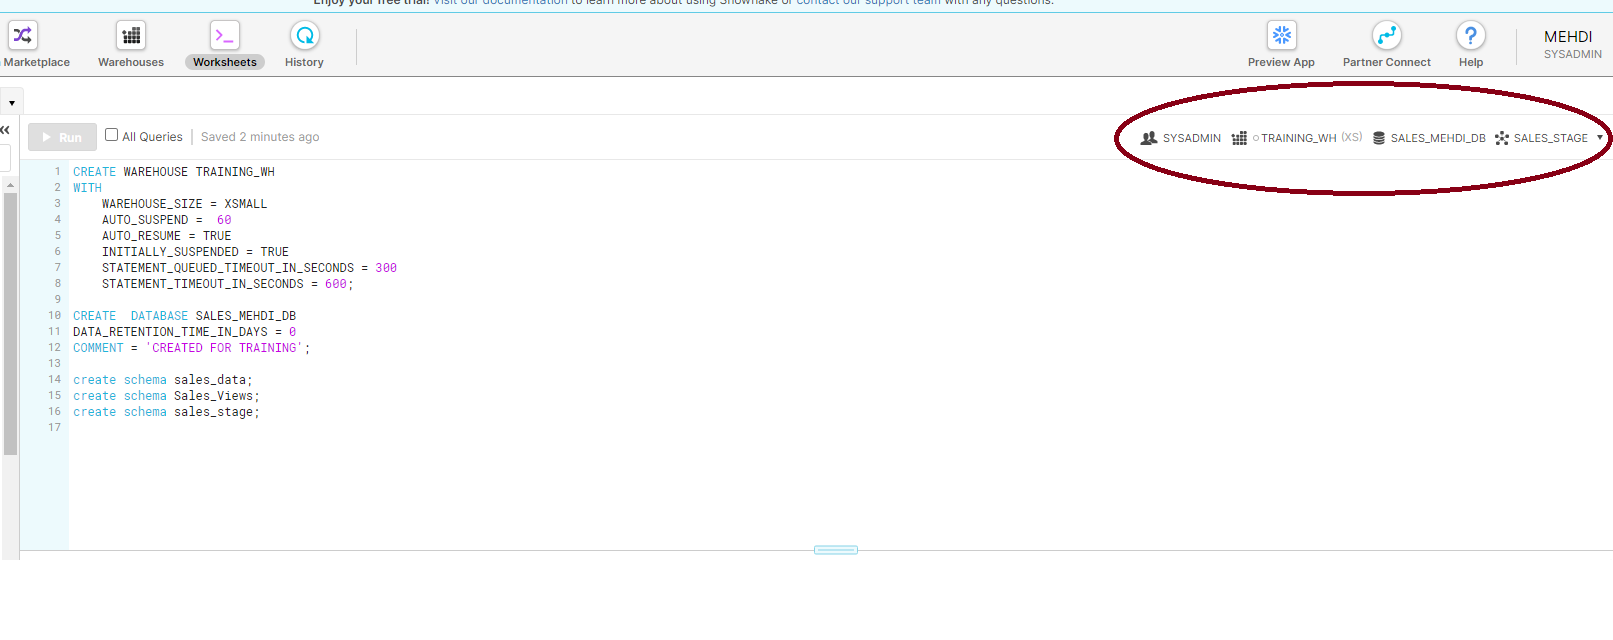 Enjoy your free trial! Visit our documentation to learn more about using Snowflake or contact our support team with any questions.
Marketplace Warehouses Worksheets History Preview App Partner Connect Help MEHDI
SYSADMIN
Run All Queries Saved 2 minutes ago SYSADMIN TRAINING_WH (XS) SALES_MEHDI_DB SALES_STAGE
1 CREATE WAREHOUSE TRAINING_WH
2 WITH
3 WAREHOUSE_SIZE = XSMALL
4 AUTO_SUSPEND =  60
5 AUTO_RESUME = TRUE
6 INITIALLY_SUSPENDED = TRUE
7 STATEMENT_QUEUED_TIMEOUT_IN_SECONDS = 300
8 STATEMENT_TIMEOUT_IN_SECONDS = 600;
9
10 CREATE  DATABASE SALES_MEHDI_DB
11 DATA_RETENTION_TIME_IN_DAYS = 0
12 COMMENT = 'CREATED FOR TRAINING';
13
14 create schema sales_data;
15 create schema Sales_Views;
16 create schema sales_stage;
17